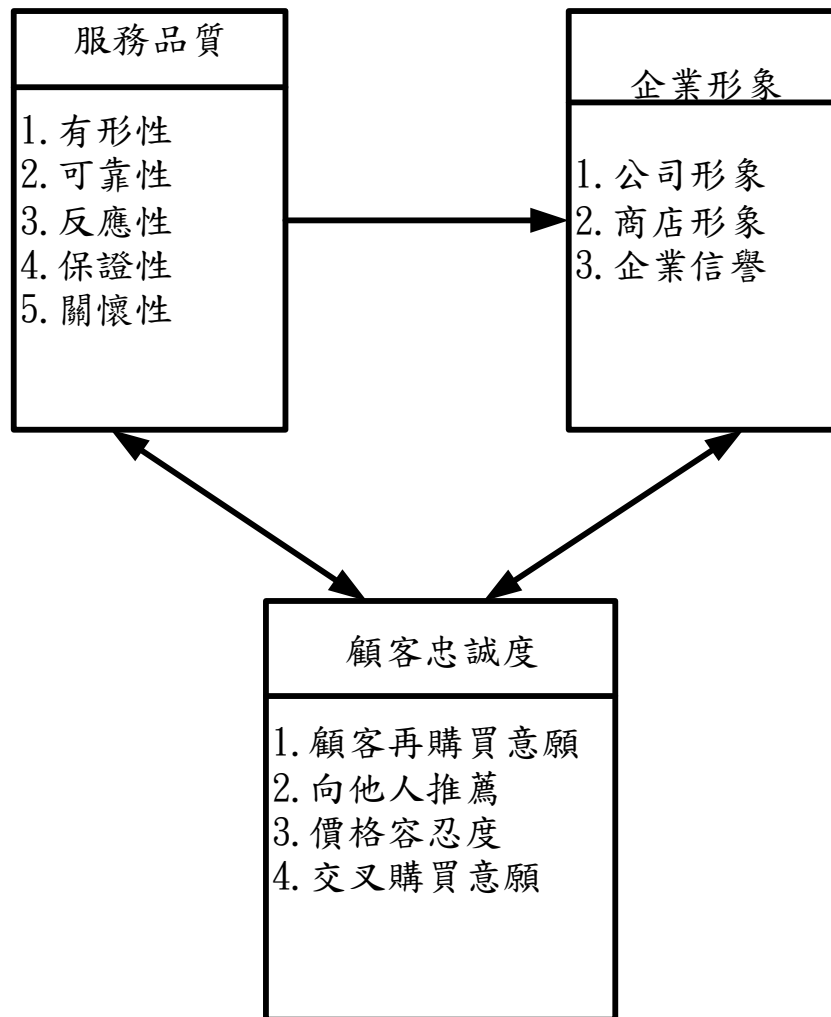 服務品質
1.有形性
2.可靠性
3.反應性
4.保證性
5.關懷性
企業形象
1.公司形象
2.商店形象
3.企業信譽
顧客忠誠度
1.顧客再購買意願
2.向他人推薦
3.價格容忍度
4.交叉購買意願